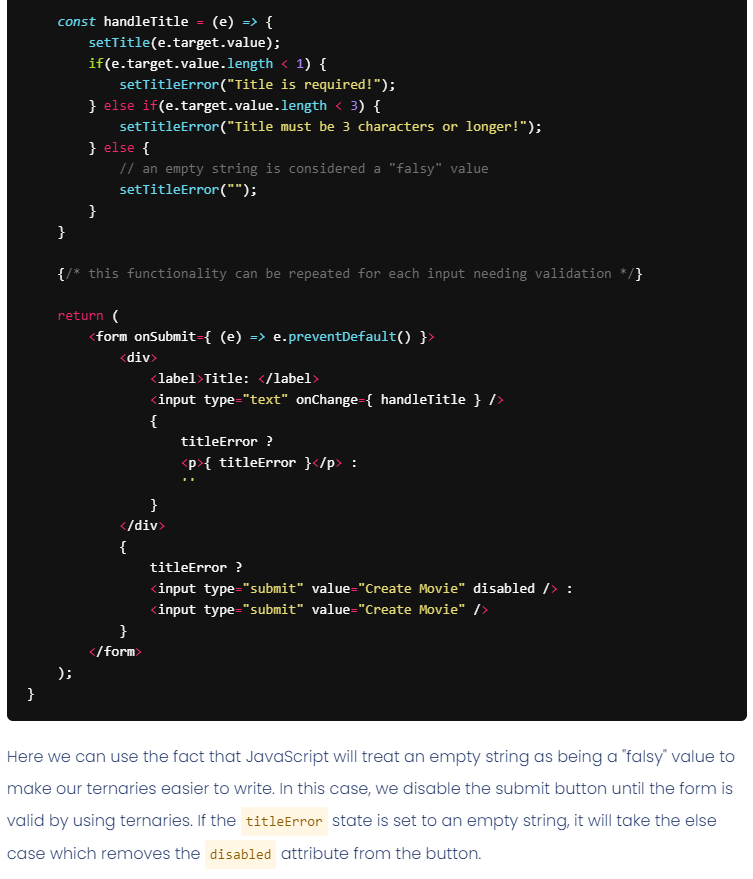 const handleTitle = (e) => {
setTitle(e.target.value);
if(e.target.value.length < 1) {
setTitleError("Title is required!");
} else if(e.target.value.length < 3) {
setTitleError("Title must be 3 characters or longer!");
} else {
// an empty string is considered a "falsy" value
setTitleError("");
}
}
{/* this functionality can be repeated for each input needing validation */}
return (
<form onSubmit={ (e) => e.preventDefault() }>
<div>
<label>Title: </label>
<input type="text" onChange={ handleTitle } />
{
titleError ?
<p>{ titleError }</p> :
''
}
</div>
{
titleError ?
<input type="submit" value="Create Movie" disabled /> :
<input type="submit" value="Create Movie" />
}
</form>
);
}
Here we can use the fact that JavaScript will treat an empty string as being a "falsy" value to
make our ternaries easier to write. In this case, we disable the submit button until the form is
valid by using ternaries. If the titleError state is set to an empty string, it will take the else
case which removes the disabled attribute from the button.